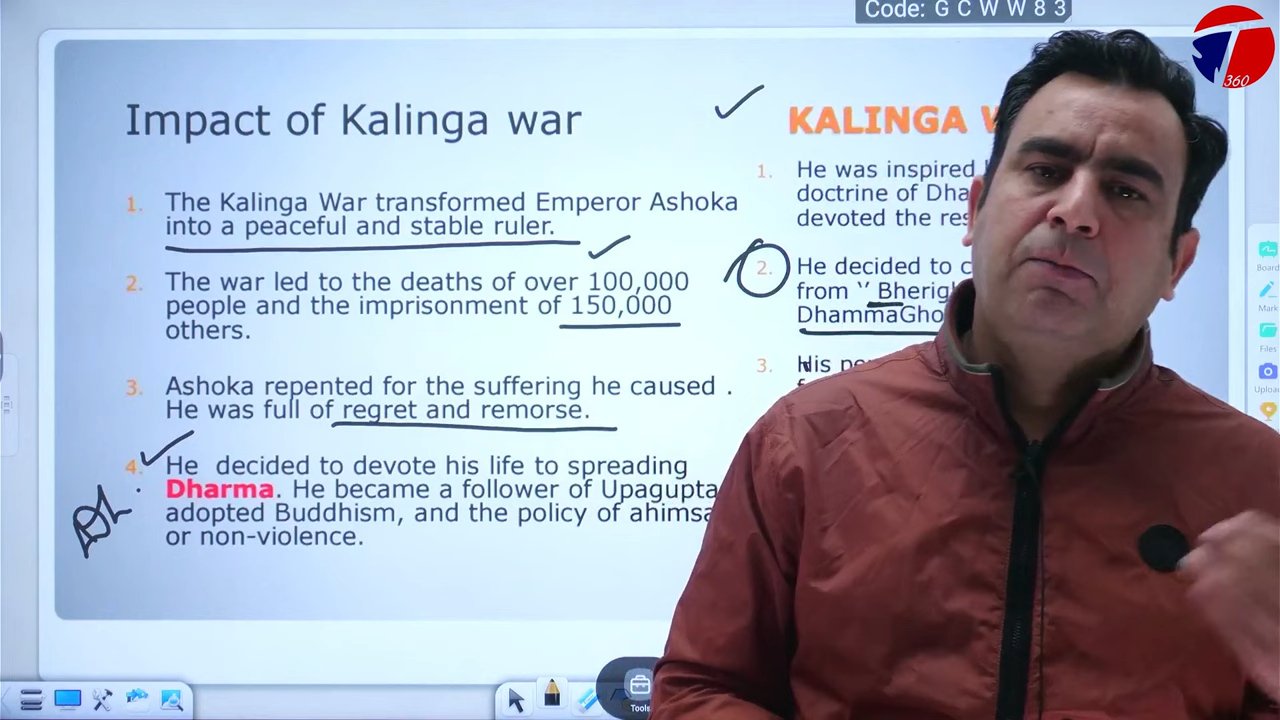 Code: G C W W 8 3
360
Impact of Kalinga war
1. The Kalinga War transformed Emperor Ashoka
into a peaceful and stable ruler.
2. The war led to the deaths of over 100,000
people and the imprisonment of 150,000
others.
3. Ashoka repented for the suffering he caused .
He was full of regret and remorse.
4. He decided to devote his life to spreading
Dharma. He became a follower of Upagupta
adopted Buddhism, and the policy of ahimsa
or non-violence.
KALINGA
1. He was inspired
doctrine of
devoted the
2. He decided to
from ‘’
3. His
Board
Mark
Files
Tools